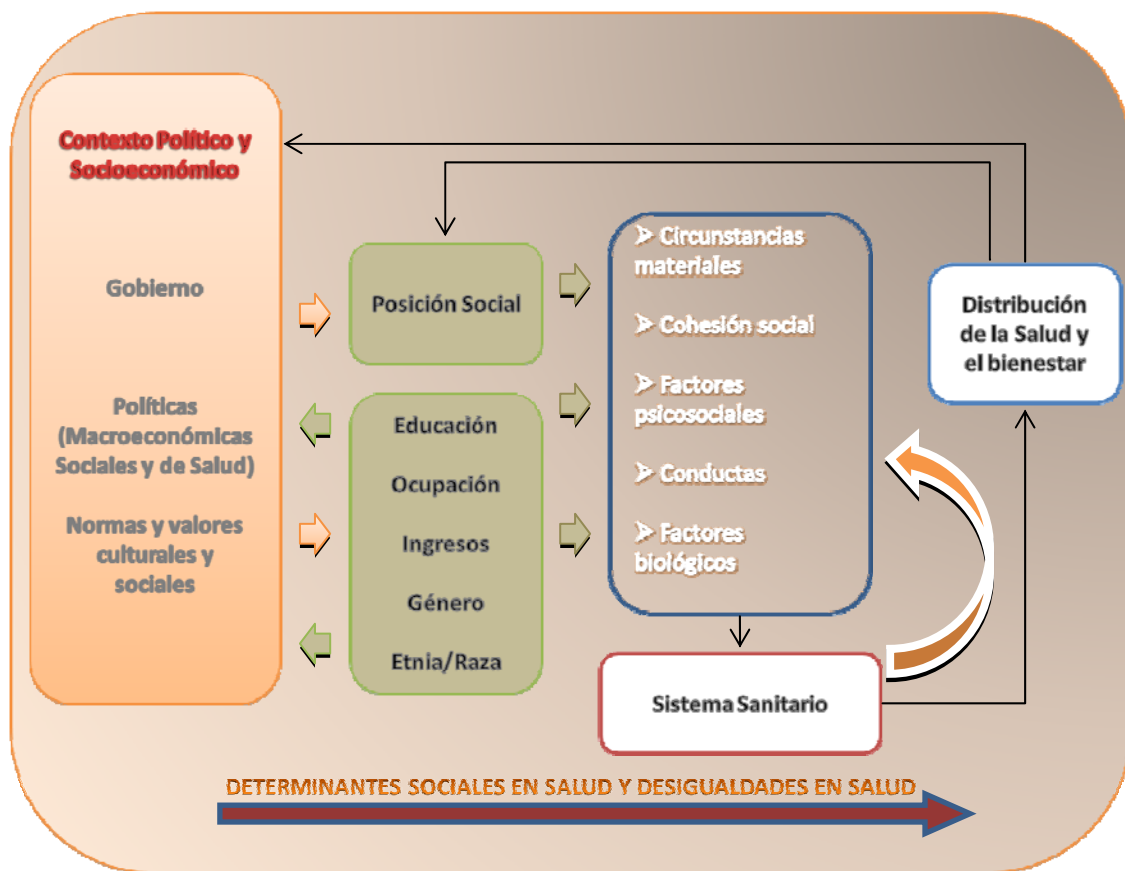 Contexto Político y
Socioeconómico
Gobierno
Políticas
(Macroeconómicas
Sociales y de Salud)
Normas y valores
culturales y
sociales
Posición Social
Educación
Ocupación
Ingresos
Género
Etnia/Raza
➤ Circunstancias
materiales
➤ Cohesión social
➤ Factores
psicosociales
➤ Conductas
➤ Factores
biológicos
Sistema Sanitario
Distribución
de la Salud y
el bienestar
DETERMINANTES SOCIALES EN SALUD Y DESIGUALDADES EN SALUD